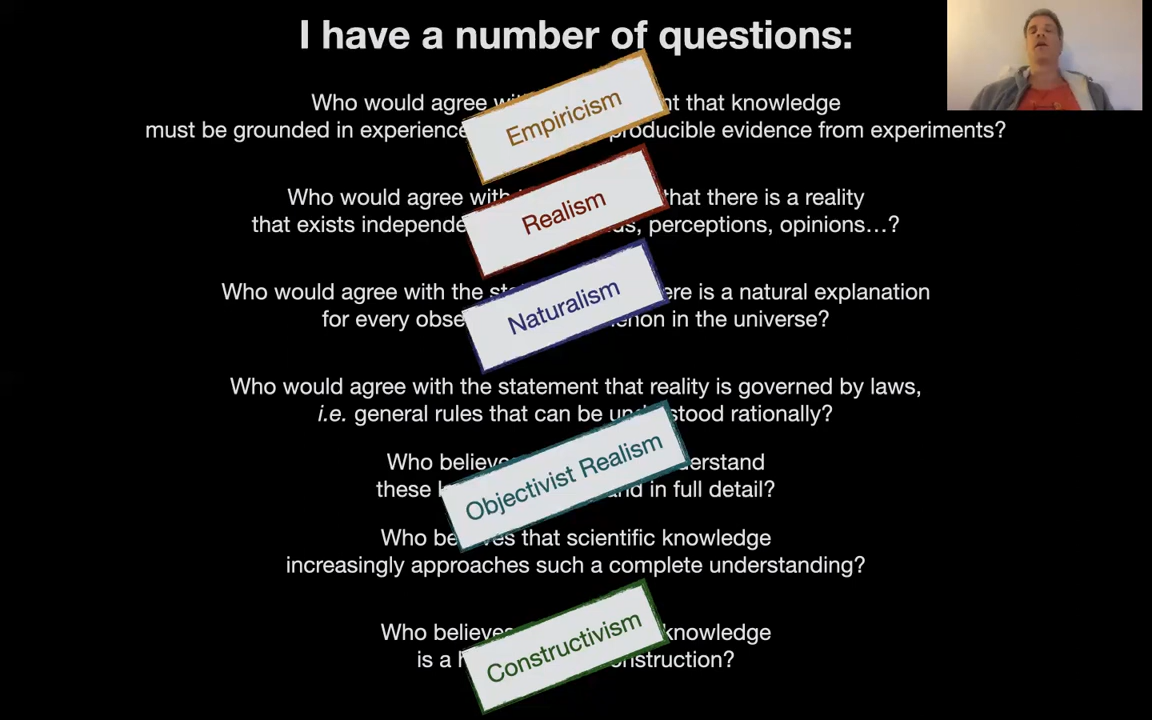 I have a number of questions:
Who would agree wi
nt that knowledge
Empiricism
must be grounded in experience
producible evidence from experiments?
Who would agree with
that there is a reality
Realism
that exists independe
s, perceptions, opinions…?
Who would agree with the st
ere is a natural explanation
Naturalism
for every obse
enon in the universe?
Who would agree with the statement that reality is governed by laws,
i.e. general rules that can be understood rationally?
Who believe
erstand
Objectivist Realism
these
nd in full detail?
Who believes that scientific knowledge
increasingly approaches such a complete understanding?
Who believes
knowledge
Constructivism
is a h
nstruction?